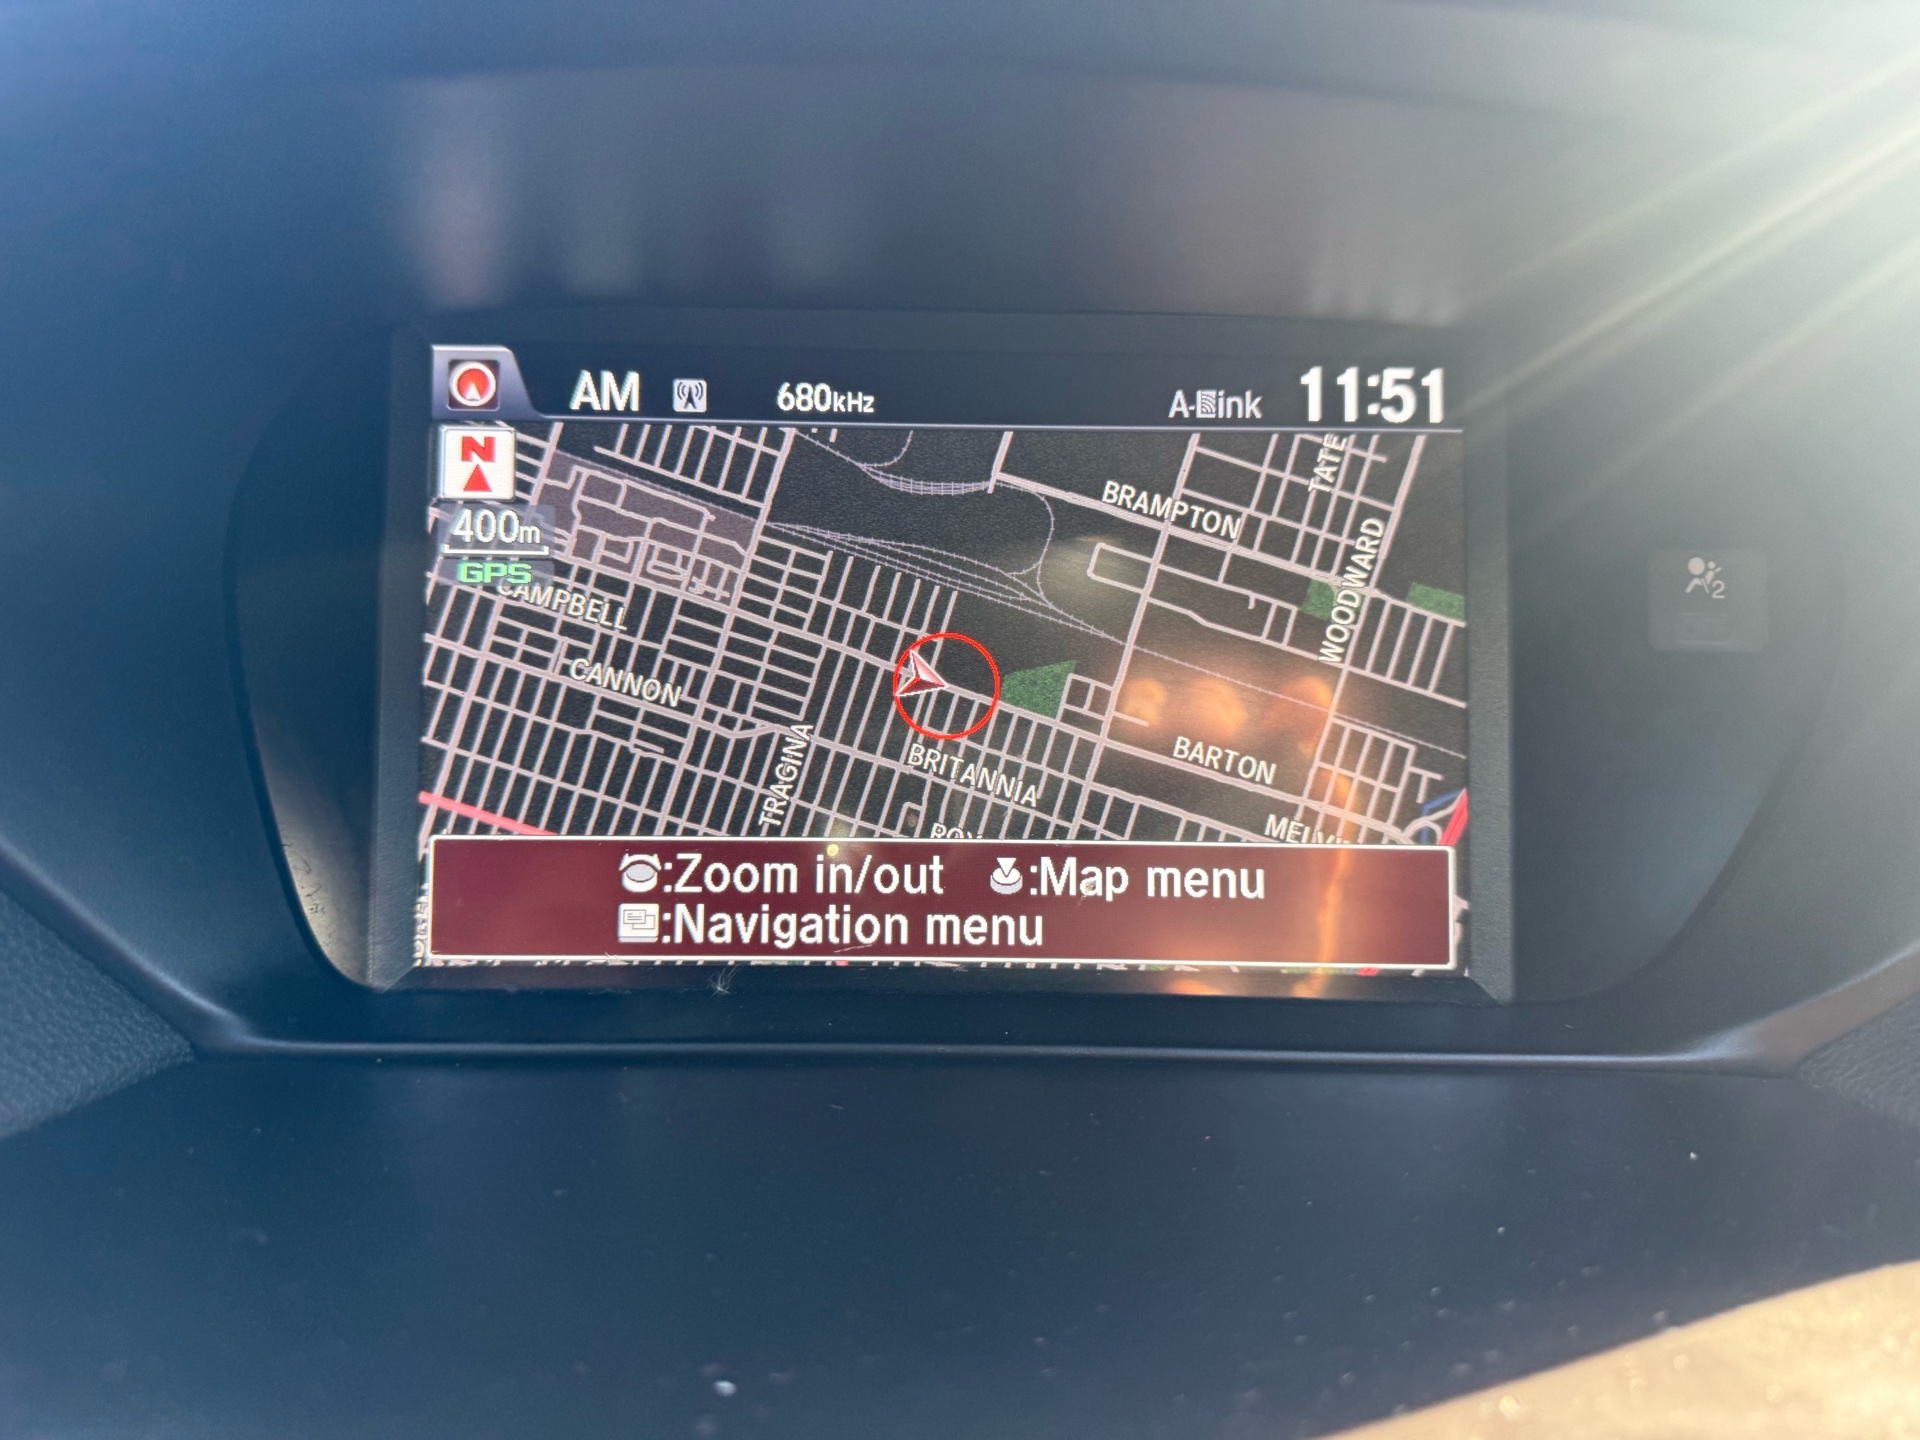 AM 680kHz A-Link 11:51
N
400m
GPS
TATE
BRAMPTON
WOODWARD
CAMPBELL
CANNON
TRAGINA
BRITANNIA
BARTON
:Zoom in/out :Map menu
:Navigation menu
2